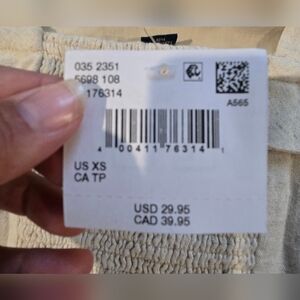 035 2351
5698 108
176314
A565
4 00411 76314 1
US XS
CA TP
USD 29.95
CAD 39.95